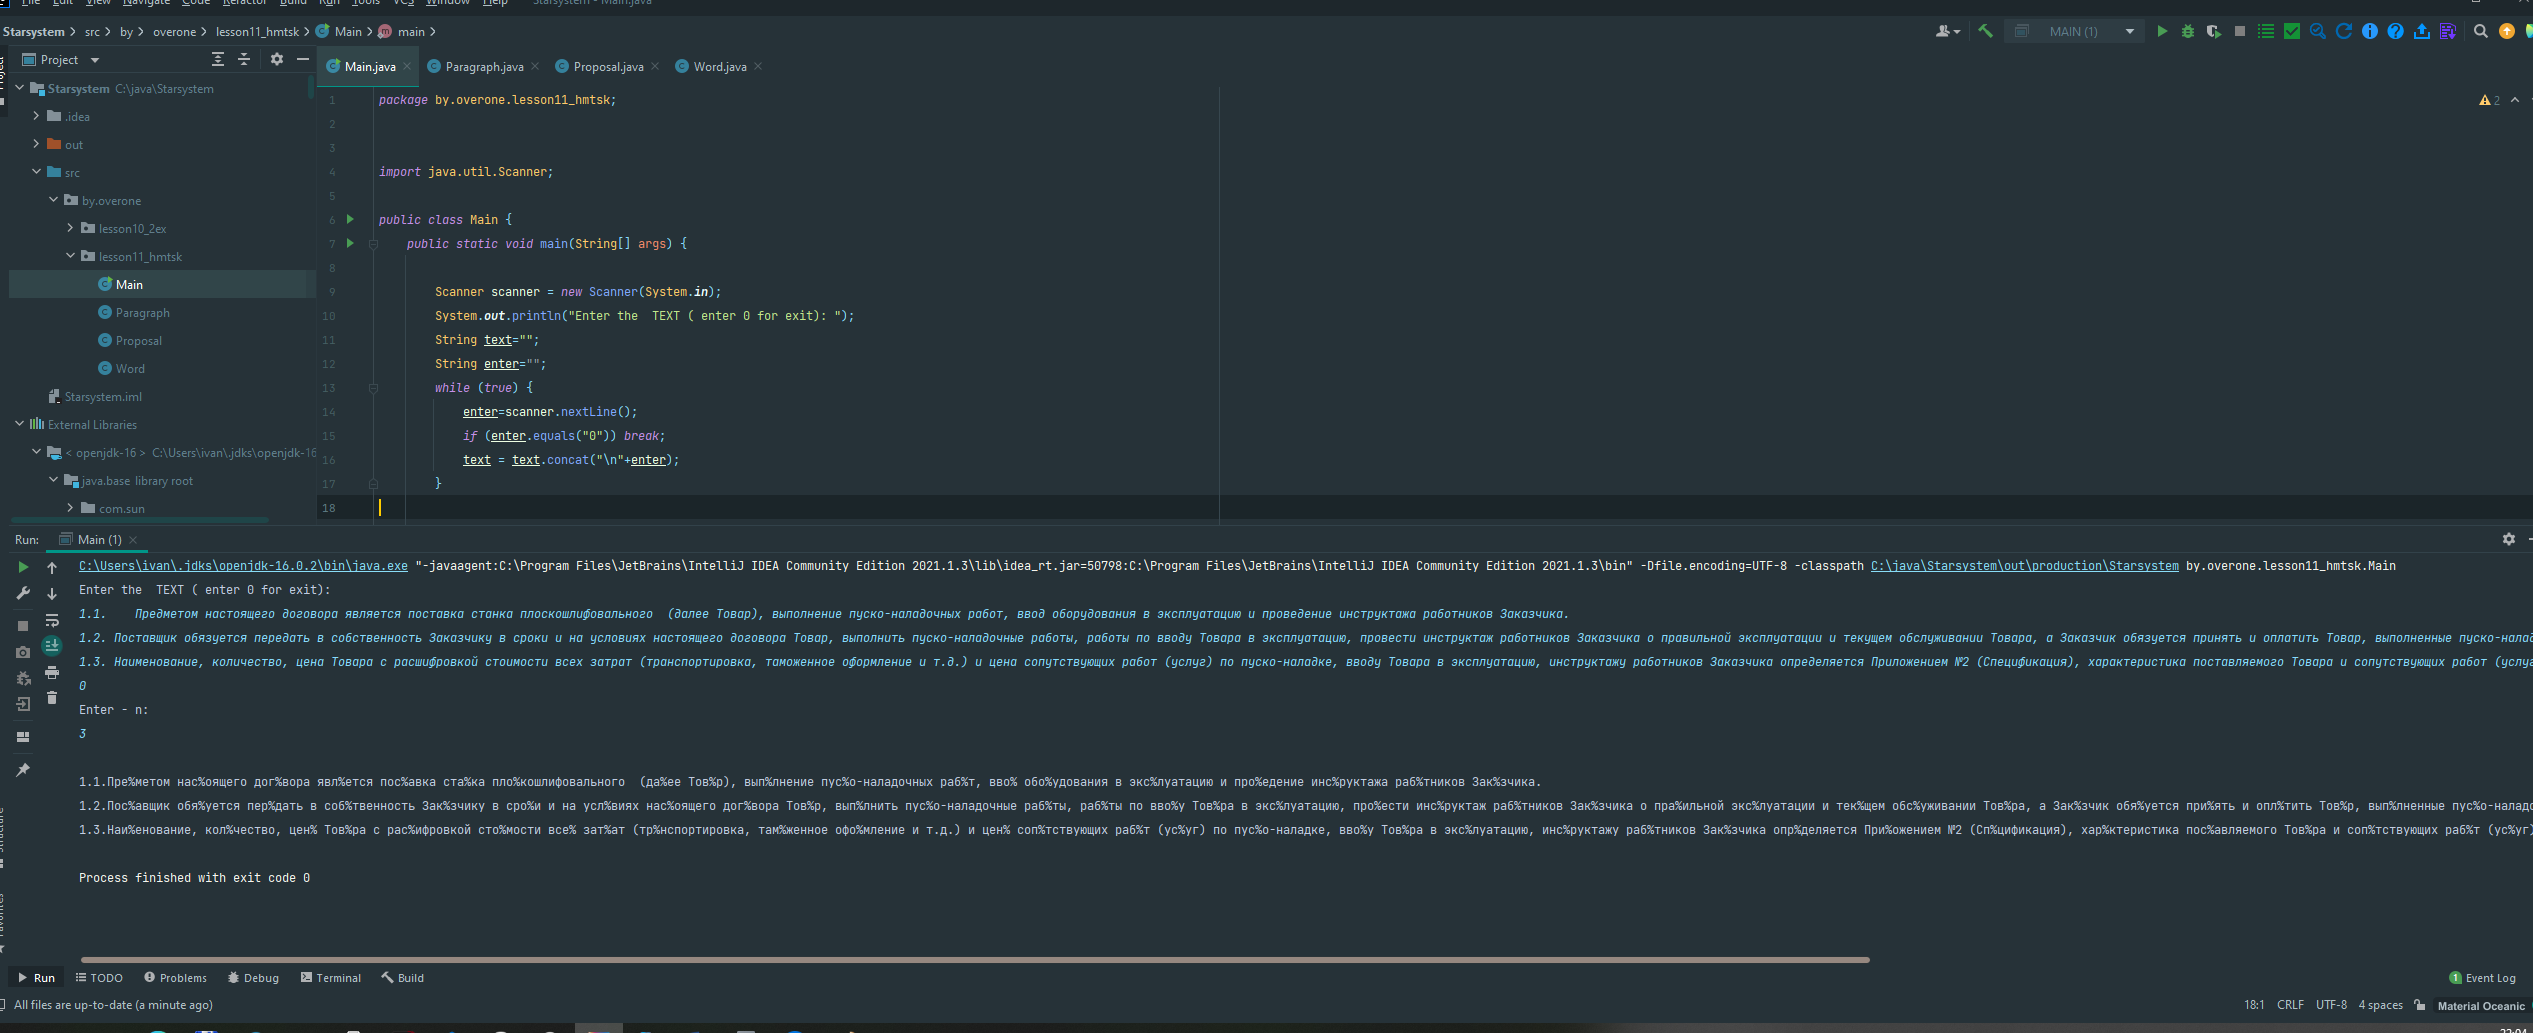 File Edit View Navigate Code Refactor Build Run Tools VCS Window Help Starsystem - Main.java
Starsystem src by overone lesson11_hmtsk Main main MAIN (1)
Project
Main.java Paragraph.java Proposal.java Word.java
Starsystem C:\java\Starsystem
.idea
out
src
by.overone
lesson10_2ex
lesson11_hmtsk
Main
Paragraph
Proposal
Word
Starsystem.iml
External Libraries
< openjdk-16 > C:\Users\ivan\.jdks\openjdk-16
java.base library root
com.sun
2
1 package by.overone.lesson11_hmtsk;
2
3
4 import java.util.Scanner;
5
6 public class Main {
7 public static void main(String[] args) {
8
9 Scanner scanner = new Scanner(System.in);
10 System.out.println("Enter the  TEXT ( enter 0 for exit): ");
11 String text="";
12 String enter="";
13 while (true) {
14 enter=scanner.nextLine();
15 if (enter.equals("0")) break;
16 text = text.concat("\n"+enter);
17 }
18
Run: Main (1)
C:\Users\ivan\.jdks\openjdk-16.0.2\bin\java.exe "-javaagent:C:\Program Files\JetBrains\IntelliJ IDEA Community Edition 2021.1.3\lib\idea_rt.jar=50798:C:\Program Files\JetBrains\IntelliJ IDEA Community Edition 2021.1.3\bin" -Dfile.encoding=UTF-8 -classpath C:\java\Starsystem\out\production\Starsystem by.overone.lesson11_hmtsk.Main
Enter the  TEXT ( enter 0 for exit):
1.1.    Предметом настоящего договора является поставка станка плоскошлифовального  (далее Товар), выполнение пуско-наладочных работ, ввод оборудования в эксплуатацию и проведение инструктажа работников Заказчика.
1.2. Поставщик обязуется передать в собственность Заказчику в сроки и на условиях настоящего договора Товар, выполнить пуско-наладочные работы, работы по вводу Товара в эксплуатацию, провести инструктаж работников Заказчика о правильной эксплуатации и текущем обслуживании Товара, а Заказчик обязуется принять и оплатить Товар, выполненные пуско-налад
1.3. Наименование, количество, цена Товара с расшифровкой стоимости всех затрат (транспортировка, таможенное оформление и т.д.) и цена сопутствующих работ (услуг) по пуско-наладке, вводу Товара в эксплуатацию, инструктажу работников Заказчика определяется Приложением №2 (Спецификация), характеристика поставляемого Товара и сопутствующих работ (услуг
0
Enter - n:
3
1.1.Пре%метом нас%оящего дог%вора явл%ется пос%авка ста%ка пло%кошлифовального  (да%ее Тов%р), вып%лнение пус%о-наладочных раб%т, вво% обо%удования в экс%луатацию и про%едение инс%руктажа раб%тников Зак%зчика.
1.2.Пос%авщик обя%уется пер%дать в соб%твенность Зак%зчику в сро%и и на усл%виях нас%оящего дог%вора Тов%р, вып%лнить пус%о-наладочные раб%ты, раб%ты по вво%у Тов%ра в экс%луатацию, про%ести инс%руктаж раб%тников Зак%зчика о пра%ильной экс%луатации и тек%щем обс%уживании Тов%ра, а Зак%зчик обя%уется при%ять и опл%тить Тов%р, вып%лненные пус%о-наладо
1.3.Наи%енование, кол%чество, цен% Тов%ра с рас%ифровкой сто%мости все% зат%ат (тр%нспортировка, там%женное офо%мление и т.д.) и цен% соп%тствующих раб%т (ус%уг) по пус%о-наладке, вво%у Тов%ра в экс%луатацию, инс%руктажу раб%тников Зак%зчика опр%деляется При%ожением №2 (Сп%цификация), хар%ктеристика пос%авляемого Тов%ра и соп%тствующих раб%т (ус%уг)
Process finished with exit code 0
Run TODO Problems Debug Terminal Build 1 Event Log
All files are up-to-date (a minute ago) 18:1 CRLF UTF-8 4 spaces Material Oceanic